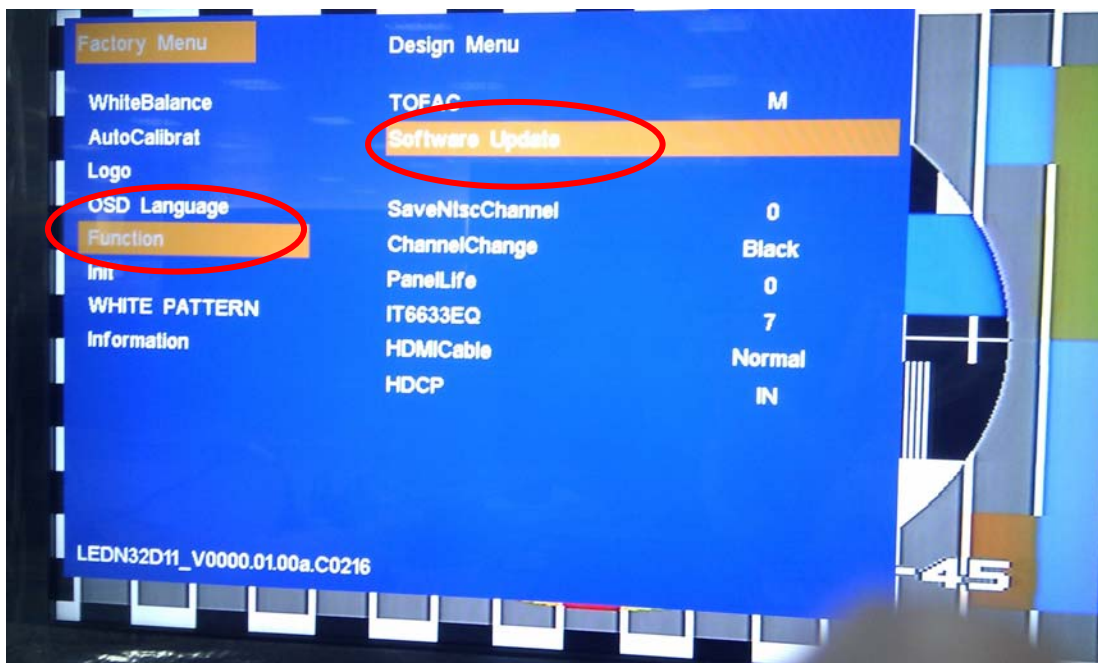 Factory Menu
Design Menu
WhiteBalance
AutoCalibrat
Logo
OSD Language
Function
Init
WHITE PATTERN
Information
TOFAC M
Software Update
SaveNtscChannel 0
ChannelChange Black
PanelLife 0
IT6633EQ 7
HDMICable Normal
HDCP IN
LEDN32D11_V0000.01.00a.C0216
-45